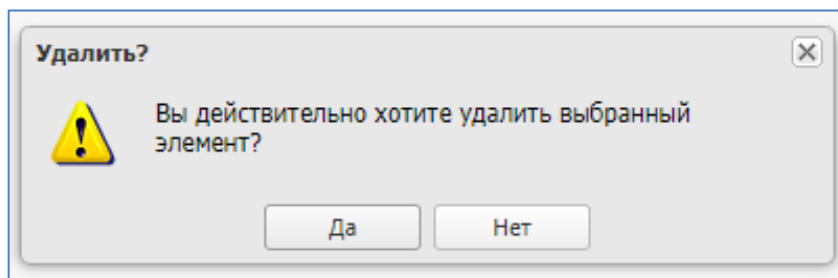 Удалить?
Вы действительно хотите удалить выбранный
элемент?
Да Нет